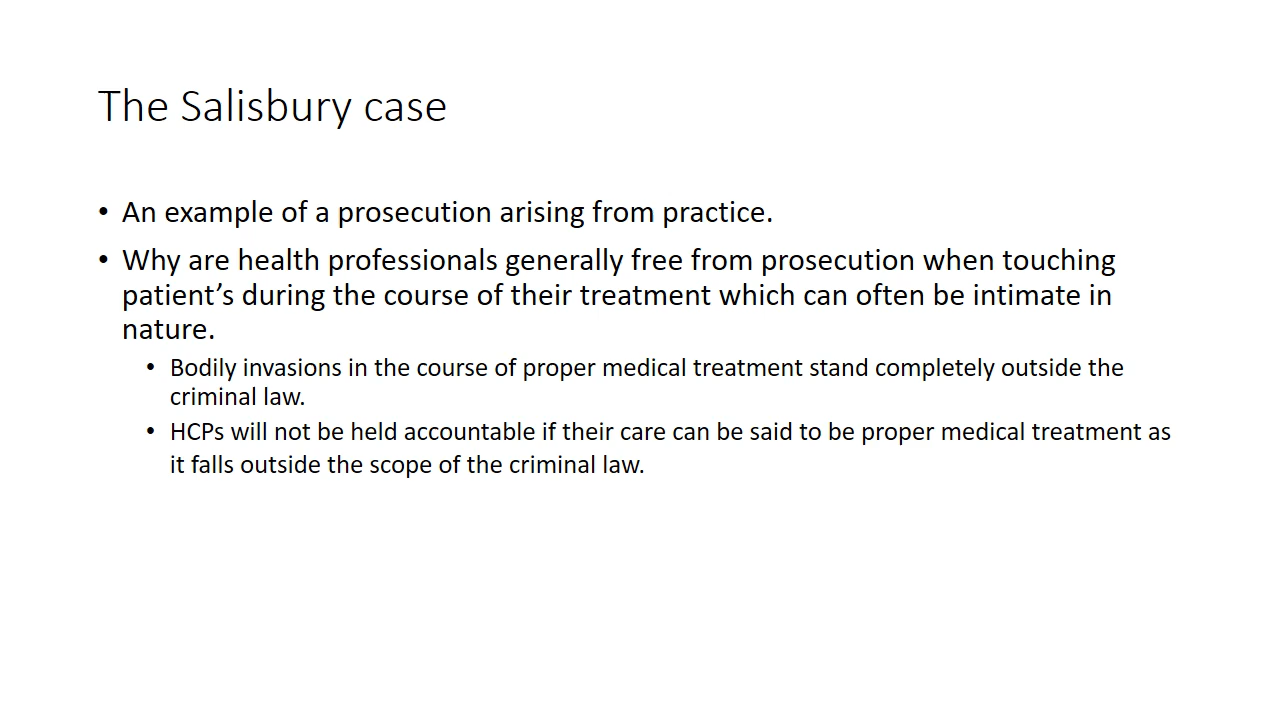 The Salisbury case
• An example of a prosecution arising from practice.
• Why are health professionals generally free from prosecution when touching
patient’s during the course of their treatment which can often be intimate in
nature.
• Bodily invasions in the course of proper medical treatment stand completely outside the
criminal law.
• HCPs will not be held accountable if their care can be said to be proper medical treatment as
it falls outside the scope of the criminal law.